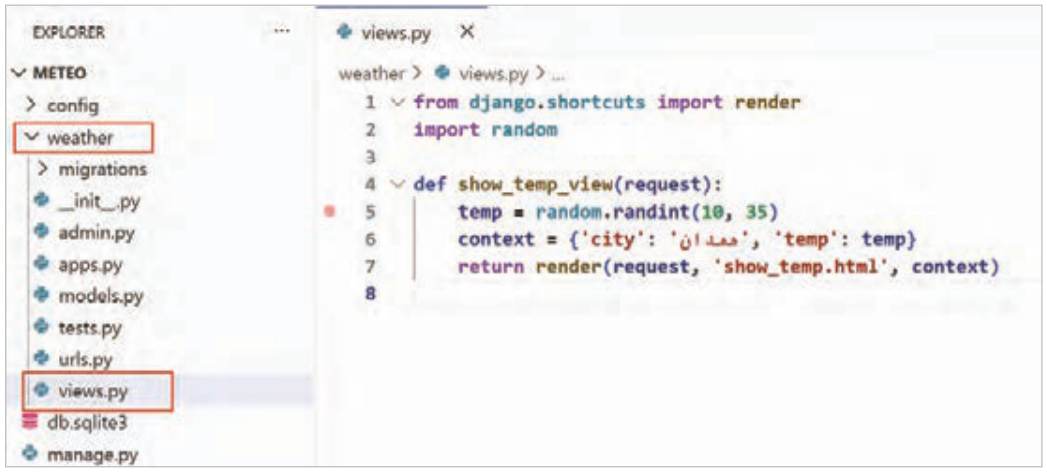 EXPLORER ...
METEO
config
weather
migrations
__init__.py
admin.py
apps.py
models.py
tests.py
urls.py
views.py
db.sqlite3
manage.py
views.py ×
weather > views.py > ...
1 from django.shortcuts import render
2 import random
3
4 def show_temp_view(request):
5 temp = random.randint(10, 35)
6 context = {'city': 'همدان', 'temp': temp}
7 return render(request, 'show_temp.html', context)
8